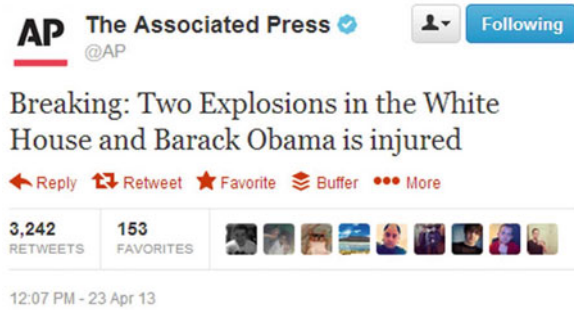 AP The Associated Press
@AP
Following
Breaking: Two Explosions in the White
House and Barack Obama is injured
Reply Retweet Favorite Buffer More
3,242 153
RETWEETS FAVORITES
12:07 PM - 23 Apr 13